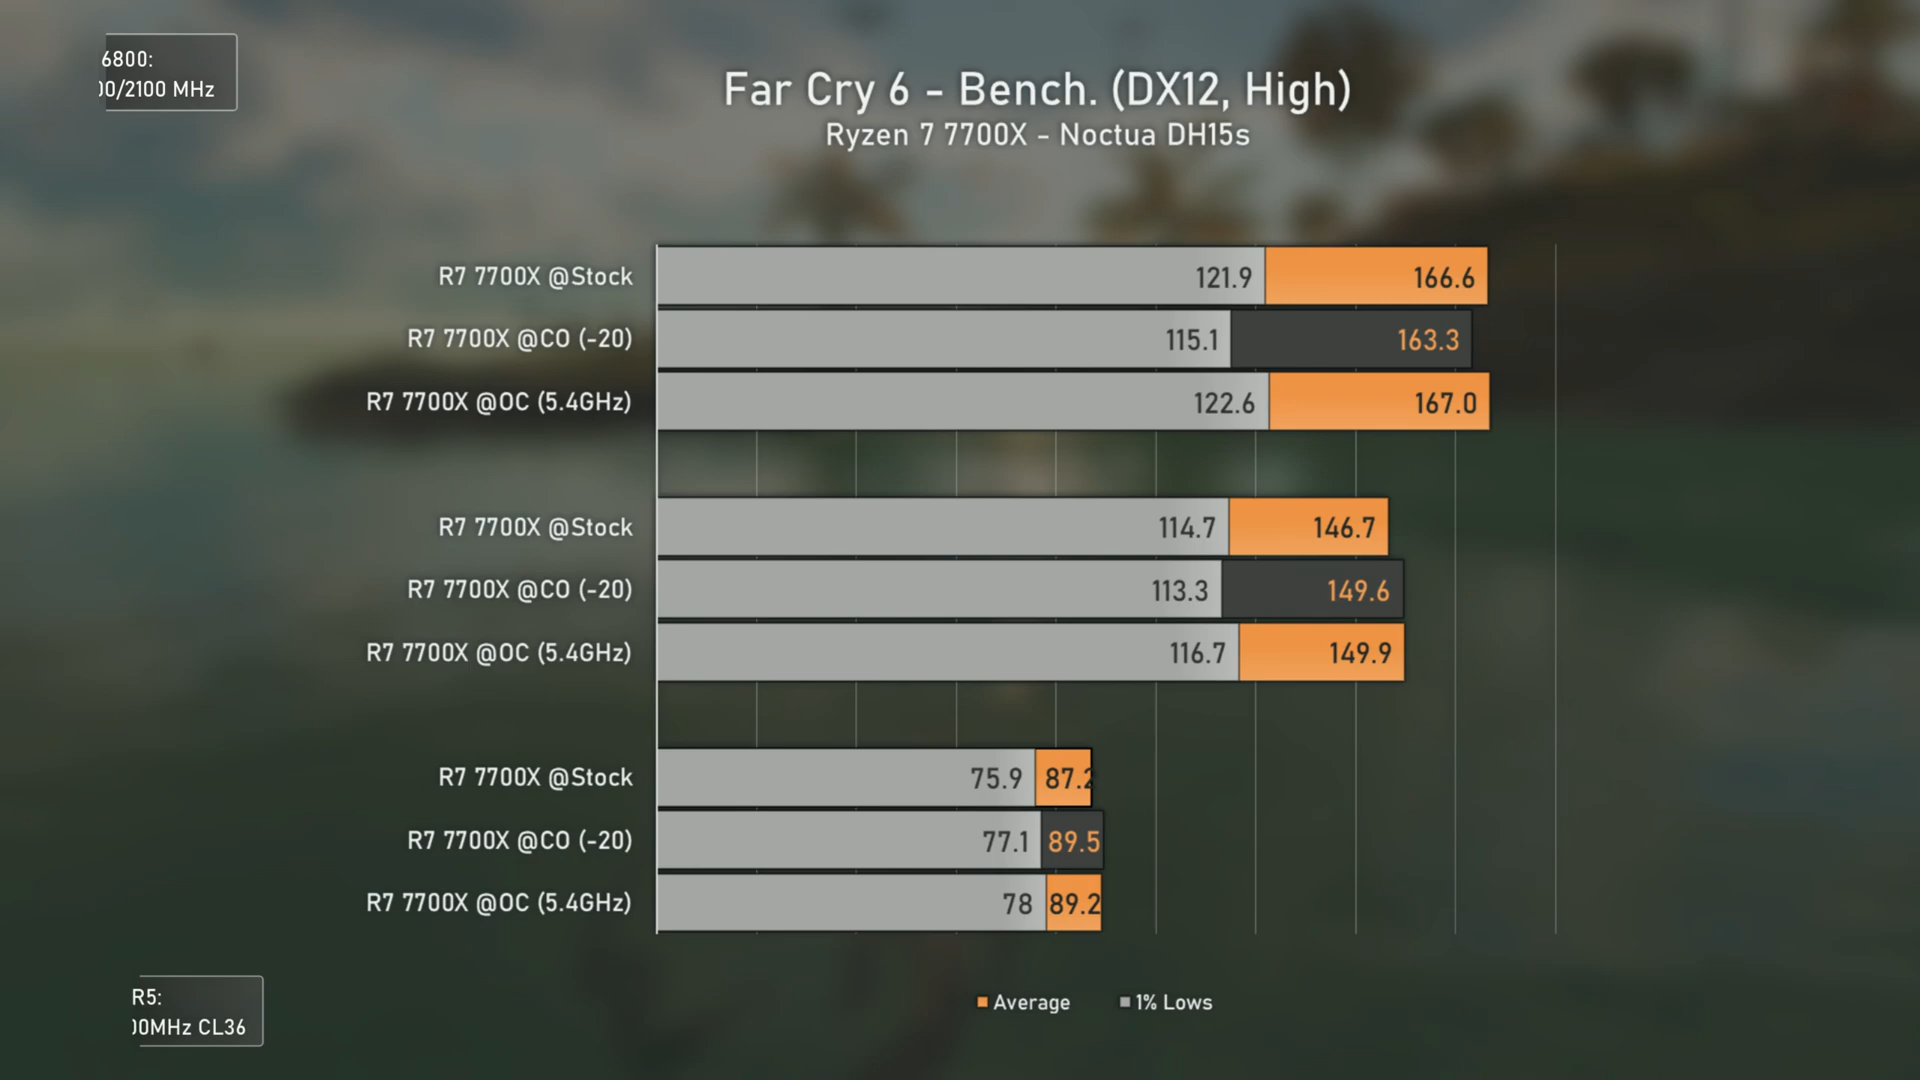 6800:
00/2100 MHz
Far Cry 6 - Bench. (DX12, High)
Ryzen 7 7700X - Noctua DH15s
R7 7700X @Stock 121.9 166.6
R7 7700X @CO (-20) 115.1 163.3
R7 7700X @OC (5.4GHz) 122.6 167.0
R7 7700X @Stock 114.7 146.7
R7 7700X @CO (-20) 113.3 149.6
R7 7700X @OC (5.4GHz) 116.7 149.9
R7 7700X @Stock 75.9 87.2
R7 7700X @CO (-20) 77.1 89.5
R7 7700X @OC (5.4GHz) 78 89.2
R5:
00MHz CL36
Average 1% Lows